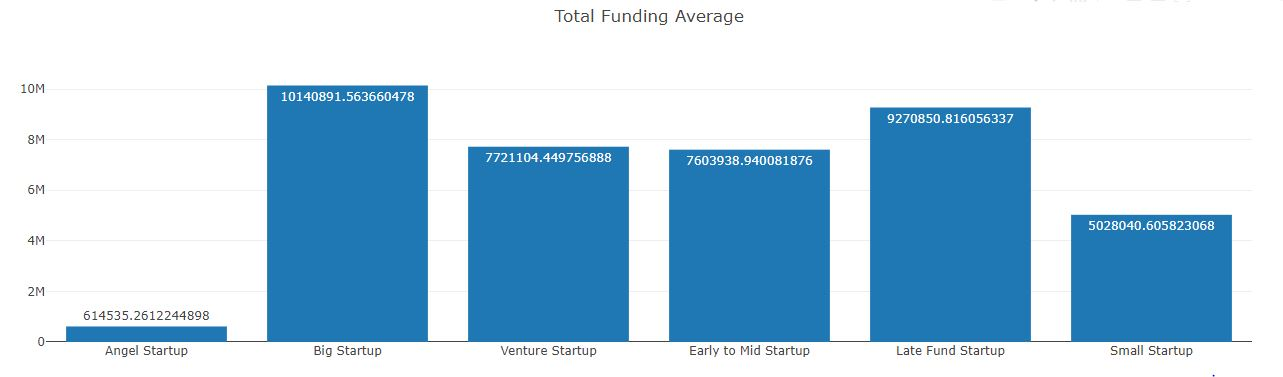 Total Funding Average
10M
8M
6M
4M
2M
0
614535.2612244898
10140891.563660478
7721104.449756888
7603938.940081876
9270850.816056337
5028040.605823068
Angel Startup
Big Startup
Venture Startup
Early to Mid Startup
Late Fund Startup
Small Startup